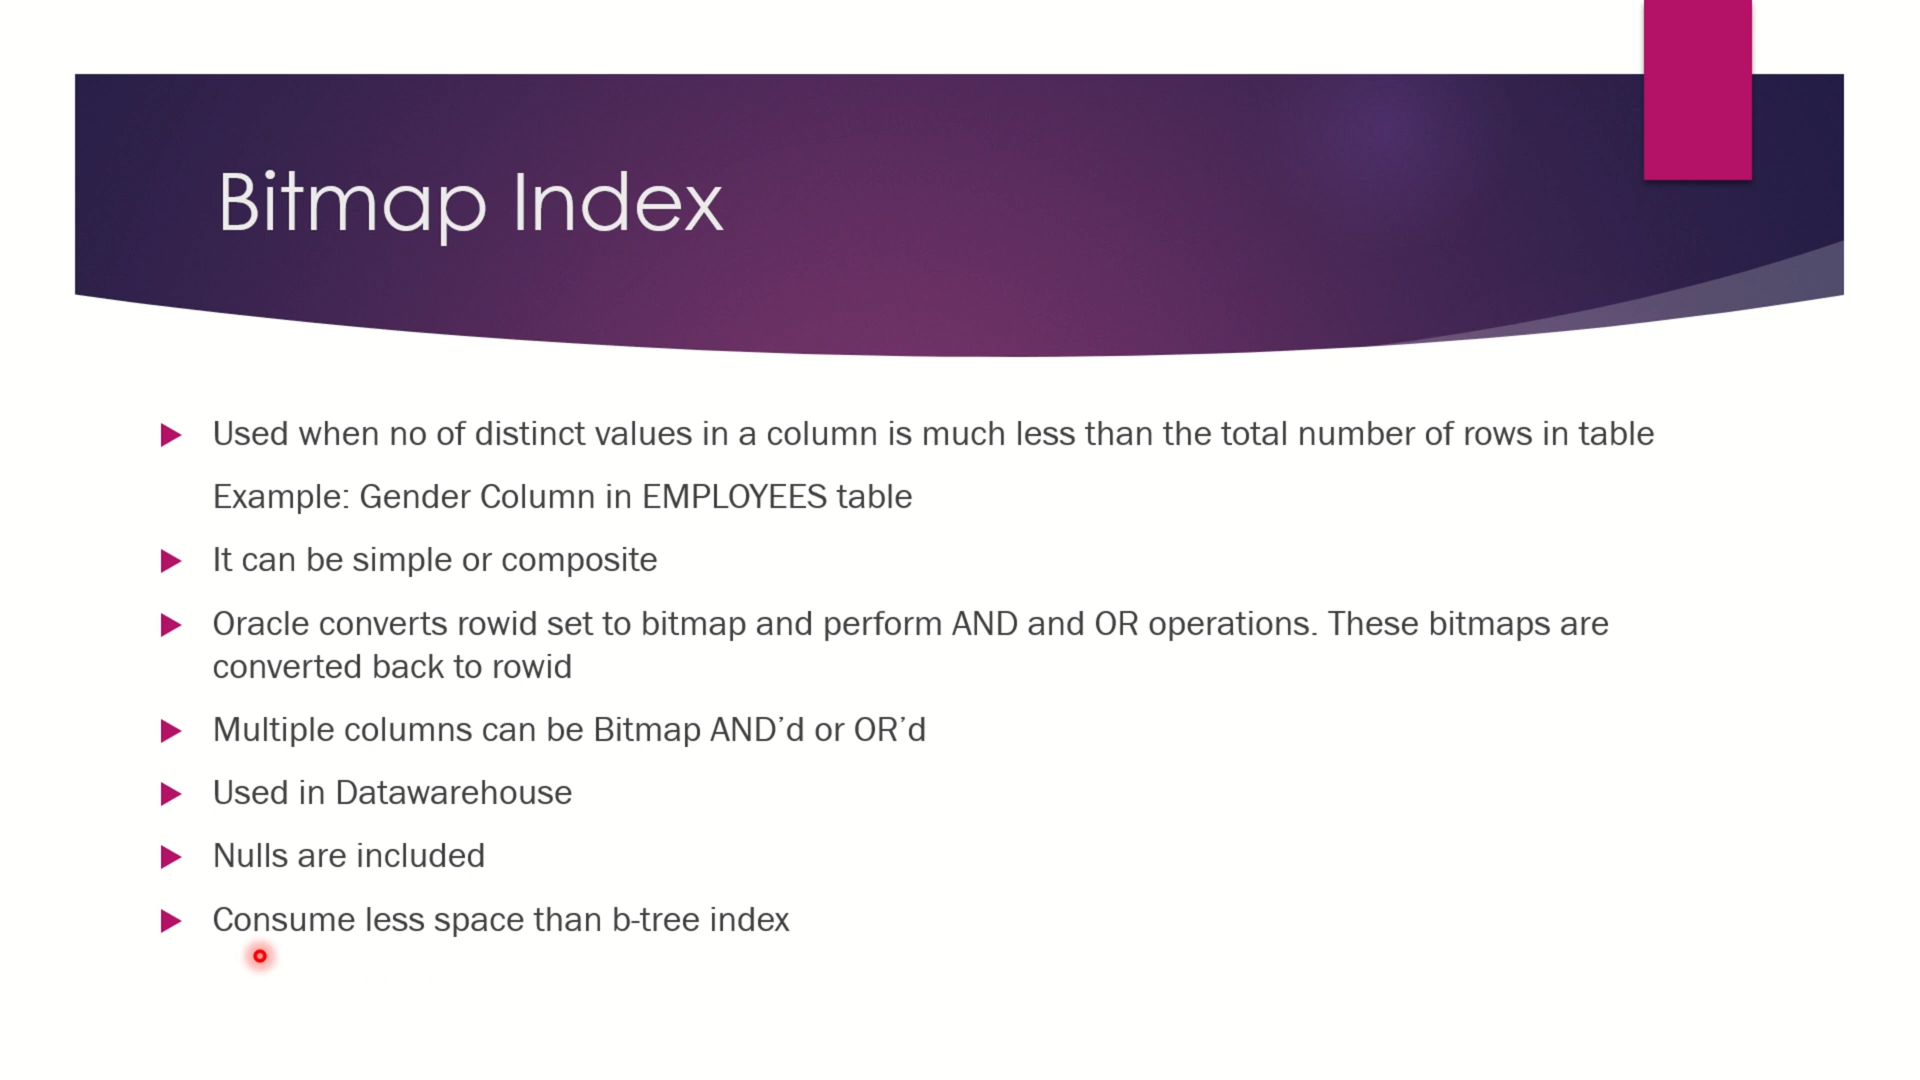 Bitmap Index
Used when no of distinct values in a column is much less than the total number of rows in table
Example: Gender Column in EMPLOYEES table
It can be simple or composite
Oracle converts rowid set to bitmap and perform AND and OR operations. These bitmaps are
converted back to rowid
Multiple columns can be Bitmap AND’d or OR’d
Used in Datawarehouse
Nulls are included
Consume less space than b-tree index